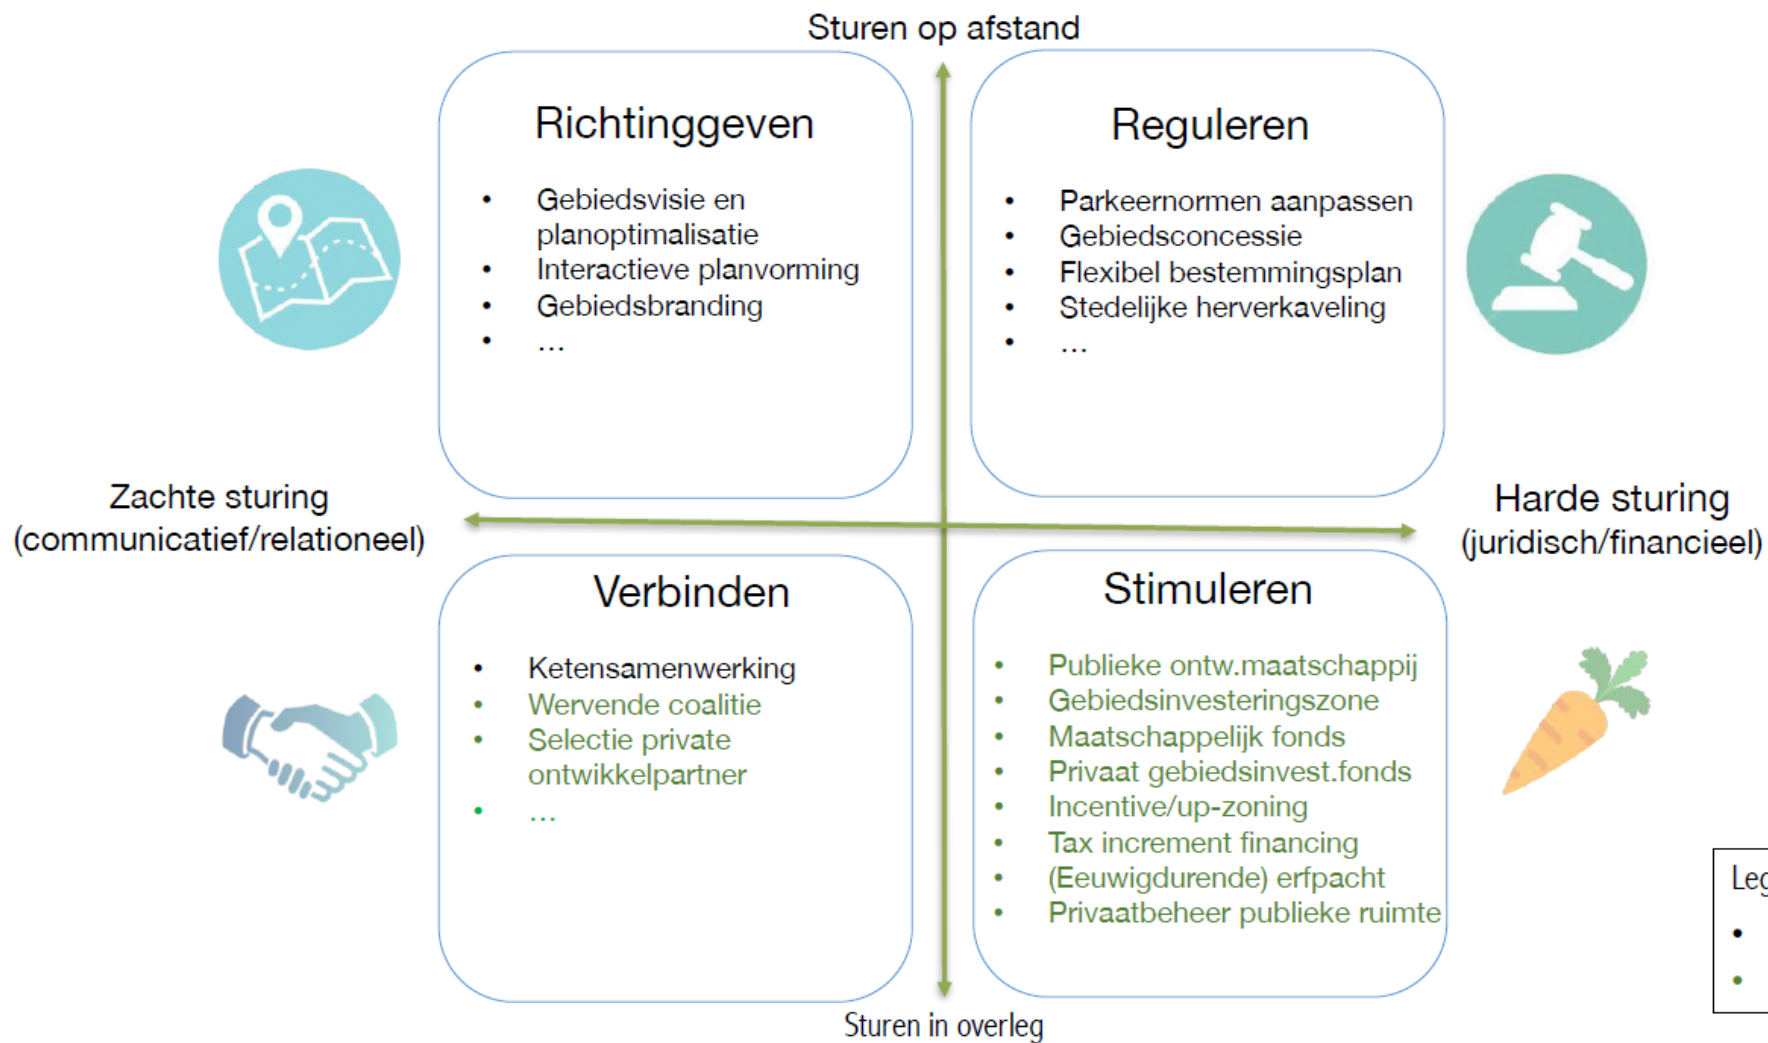 Sturen op afstand
Richtinggeven
• Gebiedsvisie en
planoptimalisatie
• Interactieve planvorming
• Gebiedsbranding
• ...
Reguleren
• Parkeernormen aanpassen
• Gebiedsconcessie
• Flexibel bestemmingsplan
• Stedelijke herverkaveling
• ...
Zachte sturing
(communicatief/relationeel)
Harde sturing
(juridisch/financieel)
Verbinden
• Ketensamenwerking
• Wervende coalitie
• Selectie private
ontwikkelpartner
• ...
Stimuleren
• Publieke ontw.maatschappij
• Gebiedsinvesteringszone
• Maatschappelijk fonds
• Privaat gebiedsinvest.fonds
• Incentive/up-zoning
• Tax increment financing
• (Eeuwigdurende) erfpacht
• Privaatbeheer publieke ruimte
Sturen in overleg